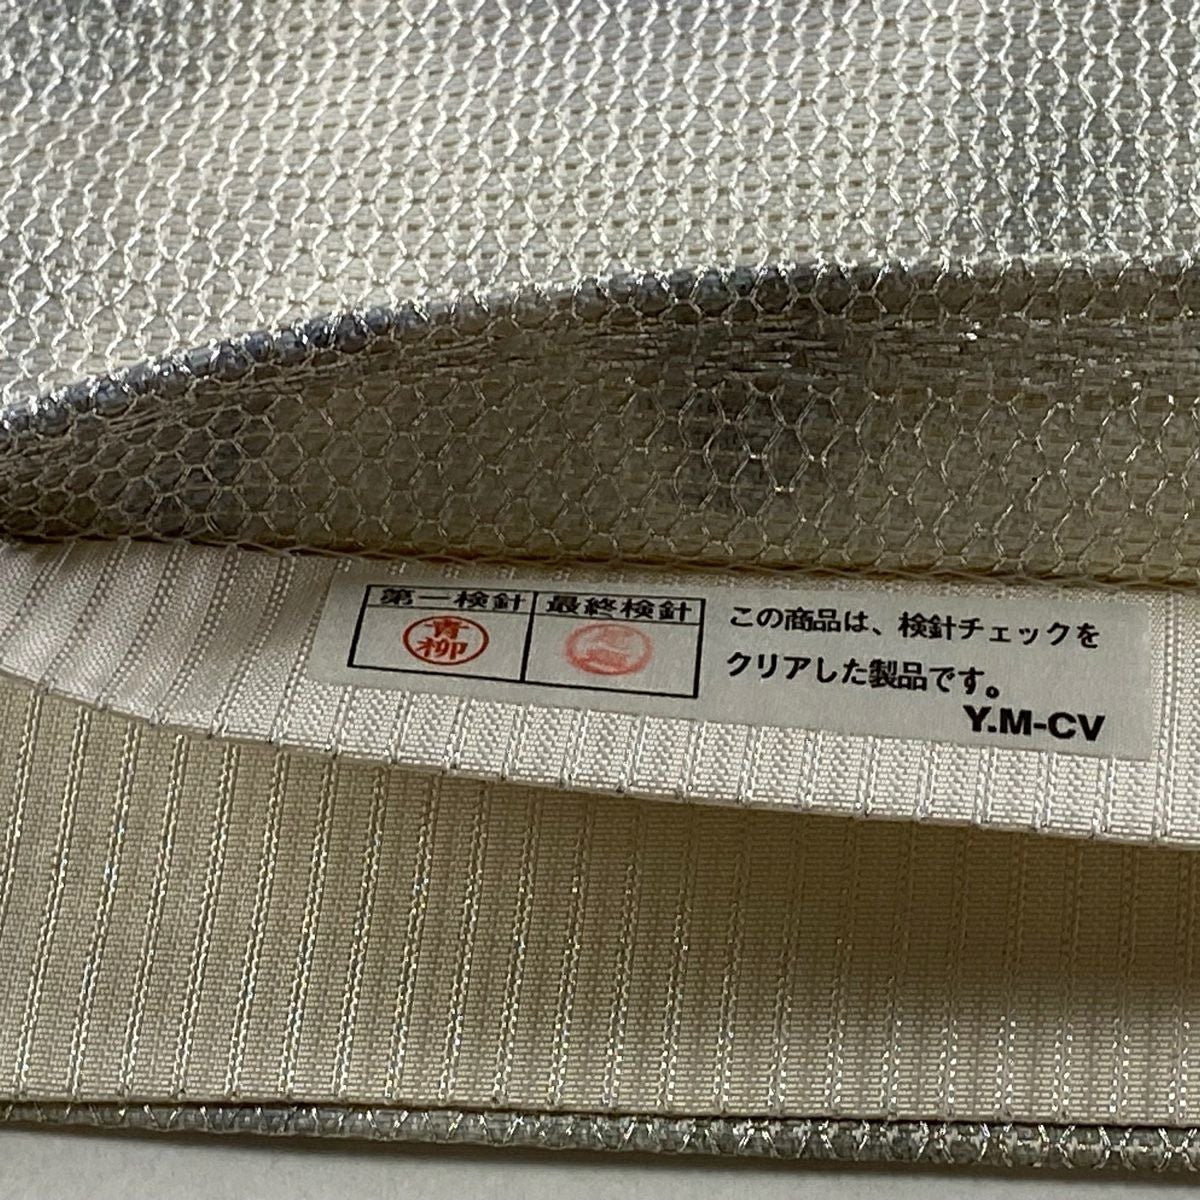 第一検針 最終検針
青柳
この商品は、検針チェックを
クリアした製品です。
Y.M-CV